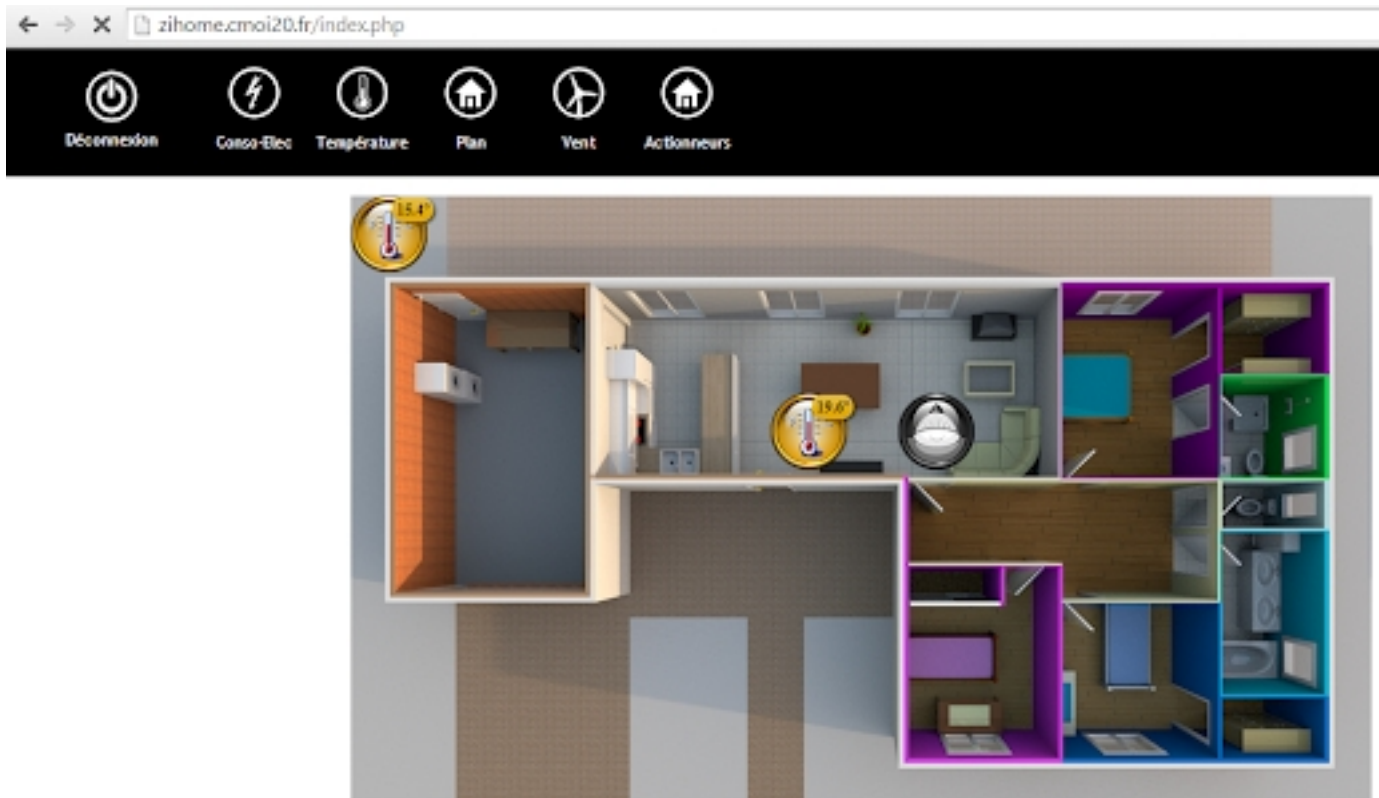 zihome.cmoi20.fr/index.php
Déconnexion Conso-Elec Température Plan Vent Actionneurs
15.4°
19.6°